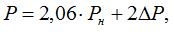 P = 2,06 · Pн + 2ΔP,